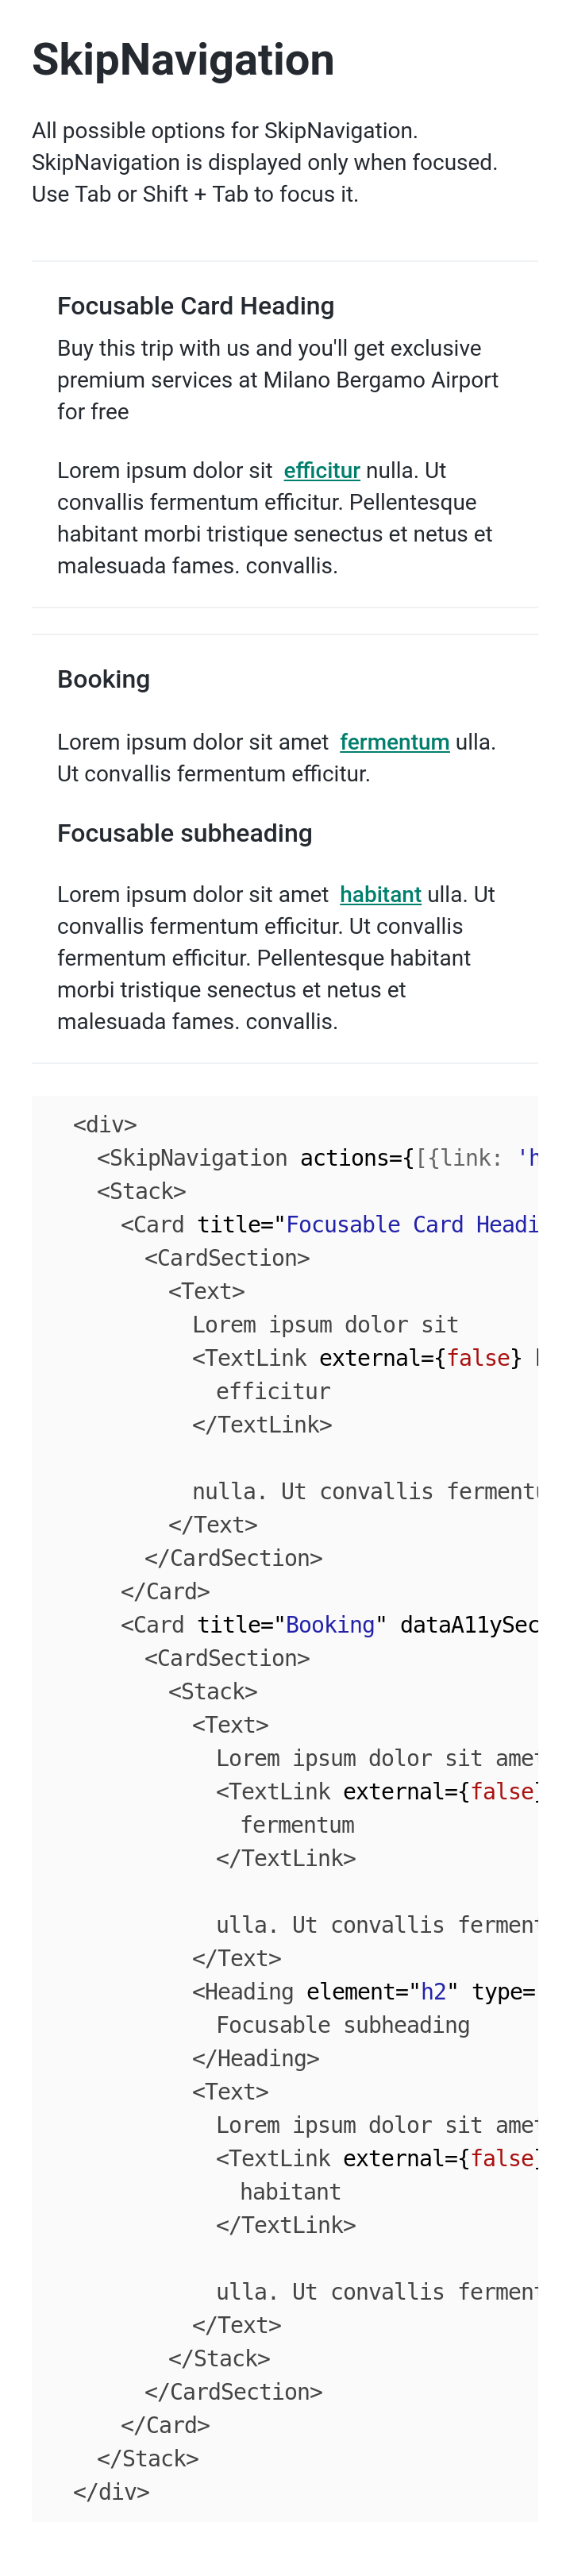 SkipNavigation
All possible options for SkipNavigation.
SkipNavigation is displayed only when focused.
Use Tab or Shift + Tab to focus it.
Focusable Card Heading
Buy this trip with us and you'll get exclusive
premium services at Milano Bergamo Airport
for free
Lorem ipsum dolor sit efficitur nulla. Ut
convallis fermentum efficitur. Pellentesque
habitant morbi tristique senectus et netus et
malesuada fames. convallis.
Booking
Lorem ipsum dolor sit amet fermentum ulla.
Ut convallis fermentum efficitur.
Focusable subheading
Lorem ipsum dolor sit amet habitant ulla. Ut
convallis fermentum efficitur. Ut convallis
fermentum efficitur. Pellentesque habitant
morbi tristique senectus et netus et
malesuada fames. convallis.
<div>
<SkipNavigation actions={[{link: 'h
<Stack>
<Card title="Focusable Card Headi
<CardSection>
<Text>
Lorem ipsum dolor sit
<TextLink external={false}
efficitur
</TextLink>
nulla. Ut convallis ferment
</Text>
</CardSection>
</Card>
<Card title="Booking" dataA11ySec
<CardSection>
<Stack>
<Text>
Lorem ipsum dolor sit amet
<TextLink external={false}
fermentum
</TextLink>
ulla. Ut convallis ferment
</Text>
<Heading element="h2" type=
Focusable subheading
</Heading>
<Text>
Lorem ipsum dolor sit amet
<TextLink external={false}
habitant
</TextLink>
ulla. Ut convallis ferment
</Text>
</Stack>
</CardSection>
</Card>
</Stack>
</div>